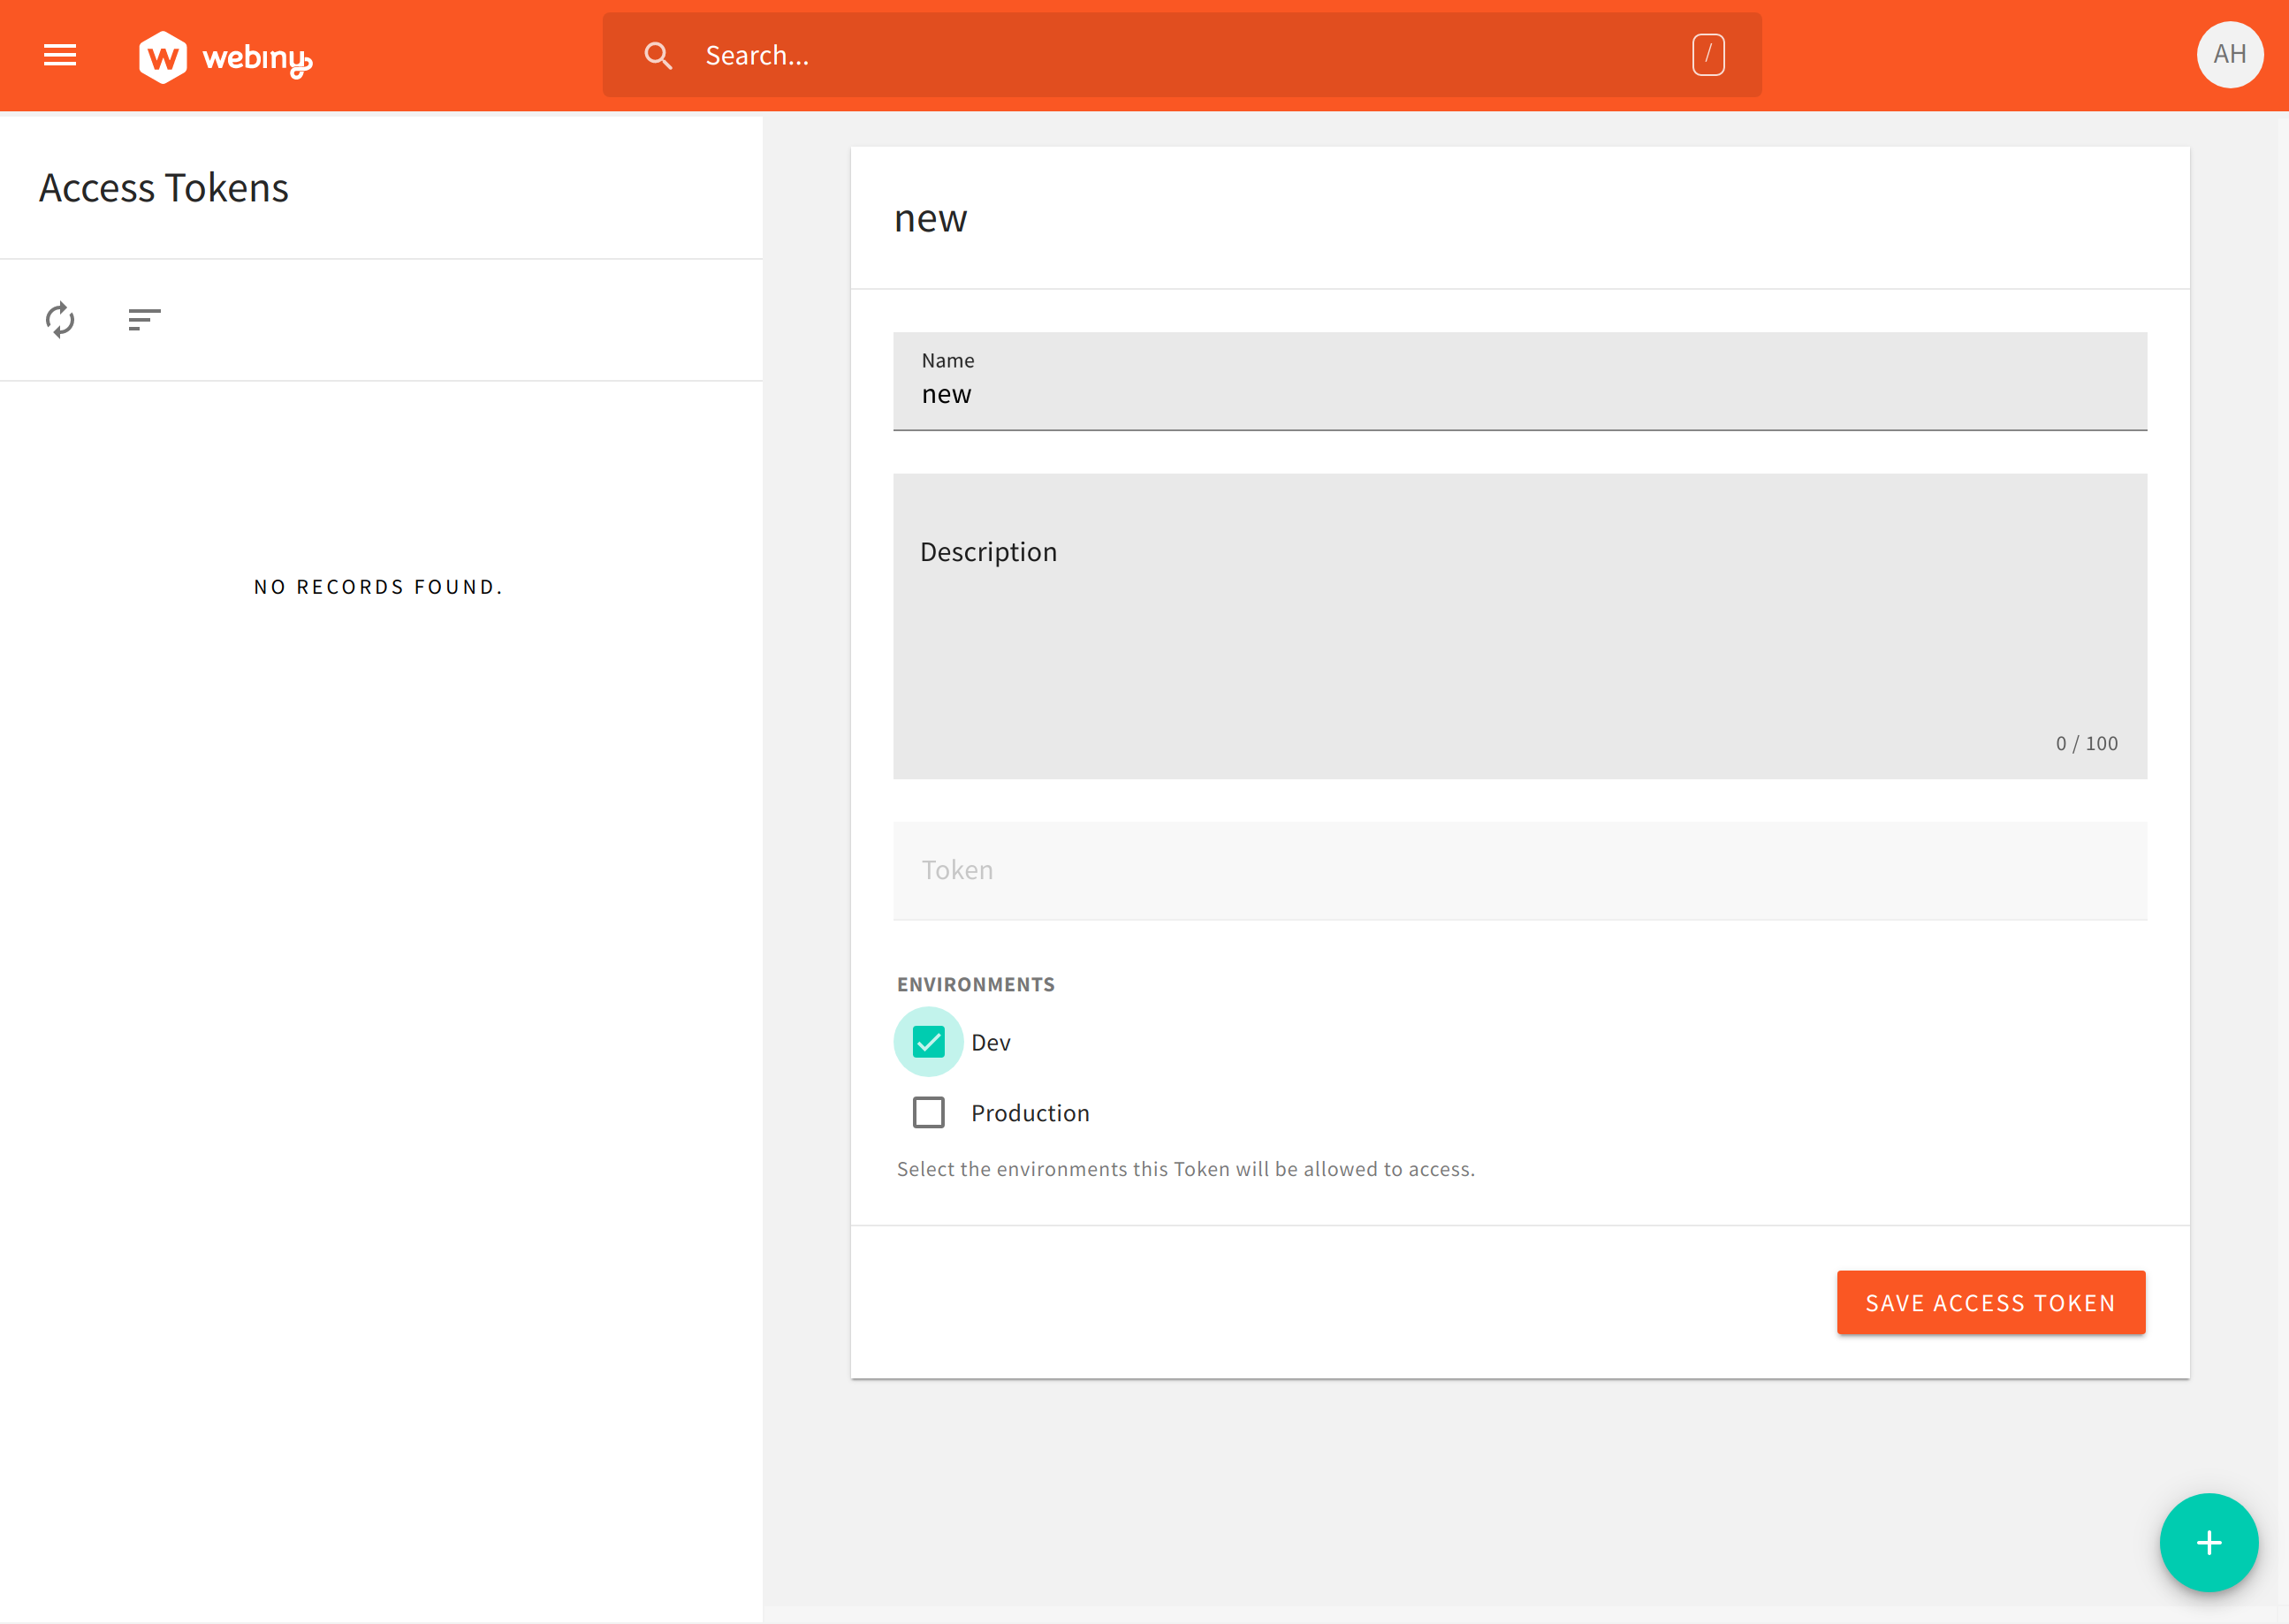 webiny
Search...
/
AH
Access Tokens
NO RECORDS FOUND.
new
Name
new
Description
0 / 100
Token
ENVIRONMENTS
Dev
Production
Select the environments this Token will be allowed to access.
SAVE ACCESS TOKEN